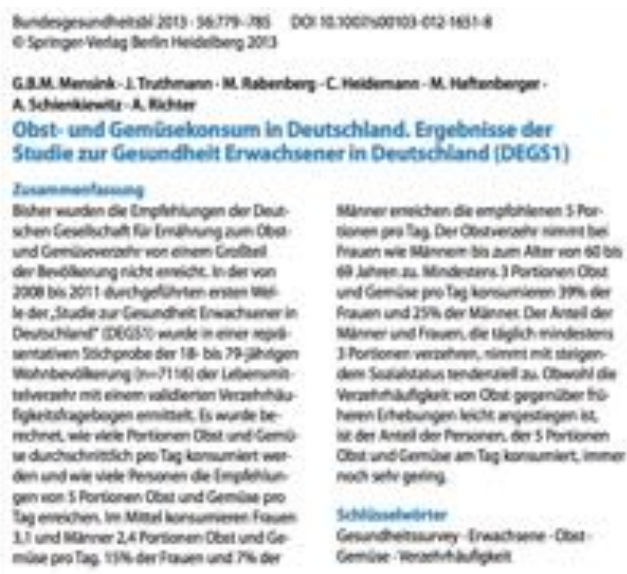 Bundesgesundheitsbl 2013 · 56:779–785 DOI 10.1007/s00103-012-1651-8
© Springer-Verlag Berlin Heidelberg 2013
G.B.M. Mensink · J. Truthmann · M. Rabenberg · C. Heidemann · M. Haftenberger ·
A. Schienkiewitz · A. Richter
Obst- und Gemüsekonsum in Deutschland. Ergebnisse der
Studie zur Gesundheit Erwachsener in Deutschland (DEGS1)
Zusammenfassung
Bisher wurden die Empfehlungen der Deut-
schen Gesellschaft für Ernährung zum Obst-
und Gemüseverzehr von einem Großteil
der Bevölkerung nicht erreicht. In der von
2008 bis 2011 durchgeführten ersten Wel-
le der „Studie zur Gesundheit Erwachsener in
Deutschland“ (DEGS1) wurde in einer reprä-
sentativen Stichprobe der 18- bis 79-jährigen
Wohnbevölkerung (n=7116) der Lebensmit-
telverzehr mit einem validierten Verzehrhäu-
figkeitsfragebogen ermittelt. Es wurde be-
rechnet, wie viele Portionen Obst und Gemü-
se durchschnittlich pro Tag konsumiert wer-
den und wie viele Personen die Empfehlun-
gen von 5 Portionen Obst und Gemüse pro
Tag erreichen. Im Mittel konsumieren Frauen
3,1 und Männer 2,4 Portionen Obst und Ge-
müse pro Tag. 15% der Frauen und 7% der
Männer erreichen die empfohlenen 5 Por-
tionen pro Tag. Der Obstverzehr nimmt bei
Frauen wie Männern bis zum Alter von 60 bis
69 Jahren zu. Mindestens 3 Portionen Obst
und Gemüse pro Tag konsumieren 39% der
Frauen und 25% der Männer. Der Anteil der
Männer und Frauen, die täglich mindestens
3 Portionen verzehren, nimmt mit steigen-
dem Sozialstatus tendenziell zu. Obwohl die
Verzehrhäufigkeit von Obst gegenüber frü-
heren Erhebungen leicht angestiegen ist,
ist der Anteil der Personen, der 5 Portionen
Obst und Gemüse am Tag konsumiert, immer
noch sehr gering.
Schlüsselwörter
Gesundheitssurvey · Erwachsene · Obst ·
Gemüse · Verzehrhäufigkeit